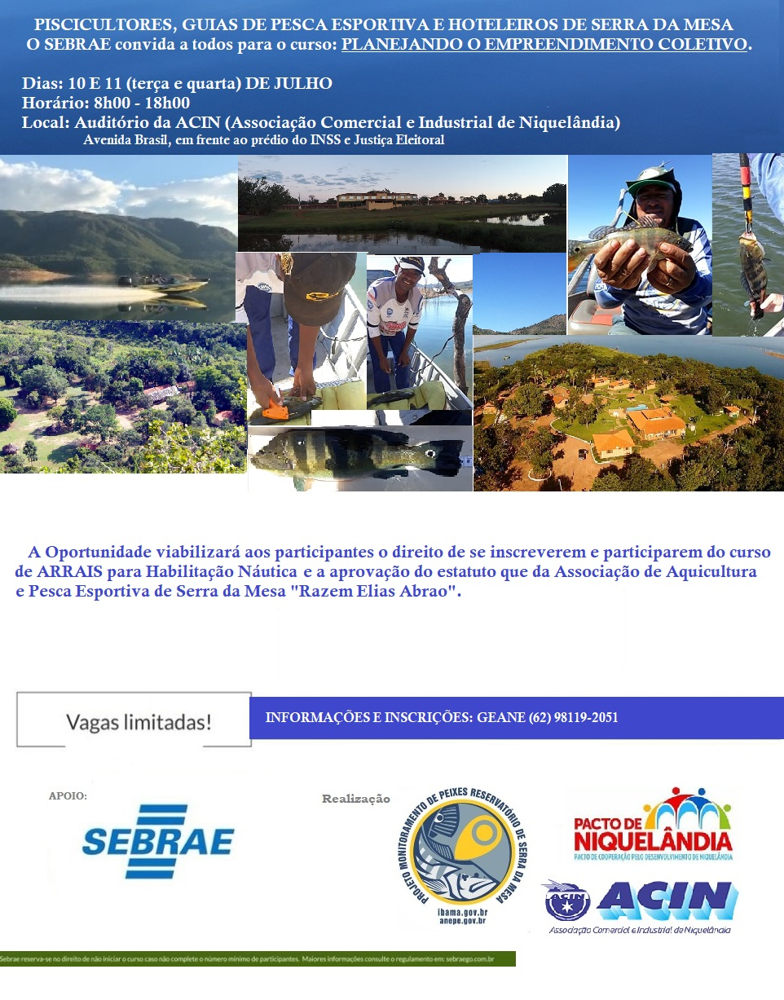 PISCICULTORES, GUIAS DE PESCA ESPORTIVA E HOTELEIROS DE SERRA DA MESA
O SEBRAE convida a todos para o curso: PLANEJANDO O EMPREENDIMENTO COLETIVO.
Dias: 10 E 11 (terça e quarta) DE JULHO
Horário: 8h00 - 18h00
Local: Auditório da ACIN (Associação Comercial e Industrial de Niquelândia)
Avenida Brasil, em frente ao prédio do INSS e Justiça Eleitoral
A Oportunidade viabilizará aos participantes o direito de se inscreverem e participarem do curso
de ARRAIS para Habilitação Náutica e a aprovação do estatuto que da Associação de Aquicultura
e Pesca Esportiva de Serra da Mesa "Razem Elias Abrao".
Vagas limitadas!
INFORMAÇÕES E INSCRIÇÕES: GEANE (62) 98119-2051
APOIO:
SEBRAE
Realização
PROJETO MONITORAMENTO DE PEIXES RESERVATÓRIO DE SERRA DA MESA
ibama.gov.br
anepe.gov.br
PACTO DE
NIQUELÂNDIA
PACTO DE COOPERAÇÃO PELO DESENVOLVIMENTO DE NIQUELÂNDIA
ACIN
ACIN
Associação Comercial e Industrial de Niquelândia
Sebrae reserva-se no direito de não iniciar o curso caso não complete o número mínimo de participantes. Maiores informações consulte o regulamento em: sebraego.com.br